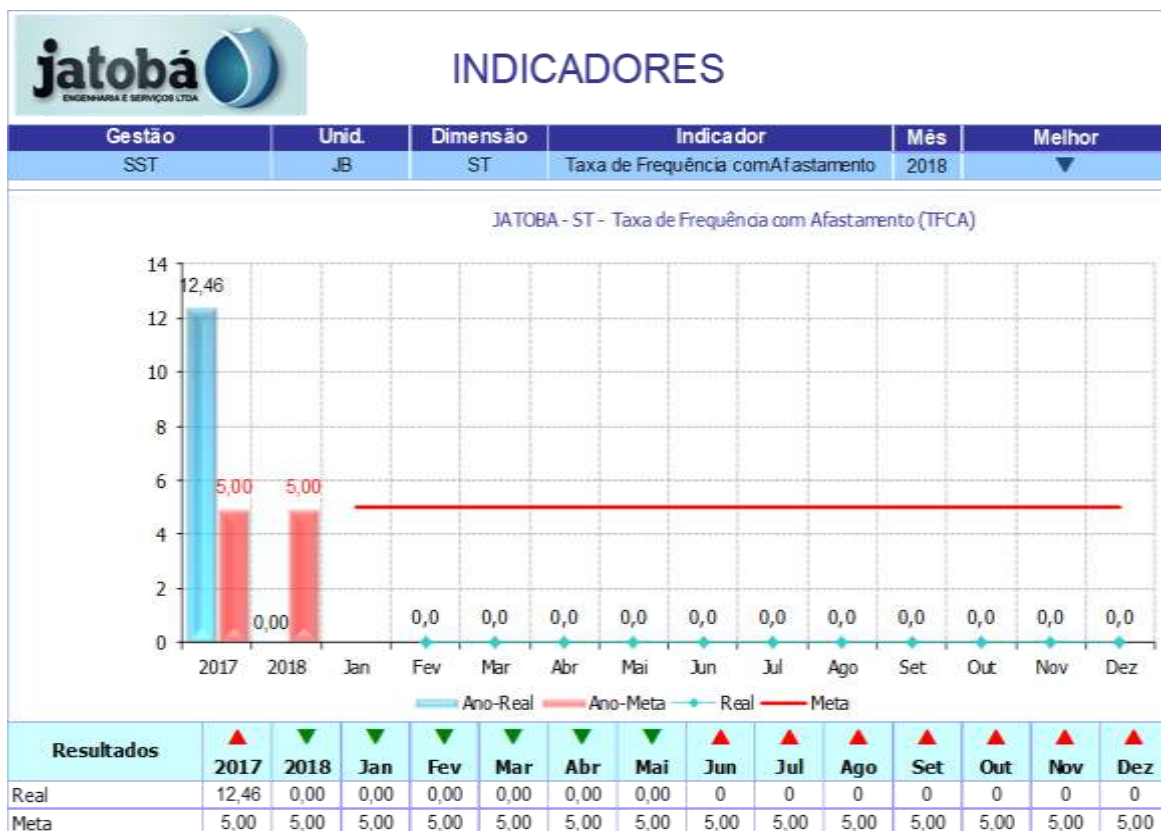 jatobá
ENGENHARIA E SERVIÇOS LTDA
INDICADORES
Gestão Unid. Dimensão Indicador Mês Melhor
SST JB ST Taxa de Frequência comAfastamento 2018
JATOBA - ST - Taxa de Frequência com Afastamento (TFCA)
14
12,46
12
10
8
6
5,00 5,00
4
2
0,00 0,0 0,0 0,0 0,0 0,0 0,0 0,0 0,0 0,0 0,0 0,0
0
2017 2018 Jan Fev Mar Abr Mai Jun Jul Ago Set Out Nov Dez
Ano-Real Ano-Meta Real Meta
Resultados 2017 2018 Jan Fev Mar Abr Mai Jun Jul Ago Set Out Nov Dez
Real 12,46 0,00 0,00 0,00 0,00 0,00 0,00 0 0 0 0 0 0 0
Meta 5,00 5,00 5,00 5,00 5,00 5,00 5,00 5,00 5,00 5,00 5,00 5,00 5,00 5,00